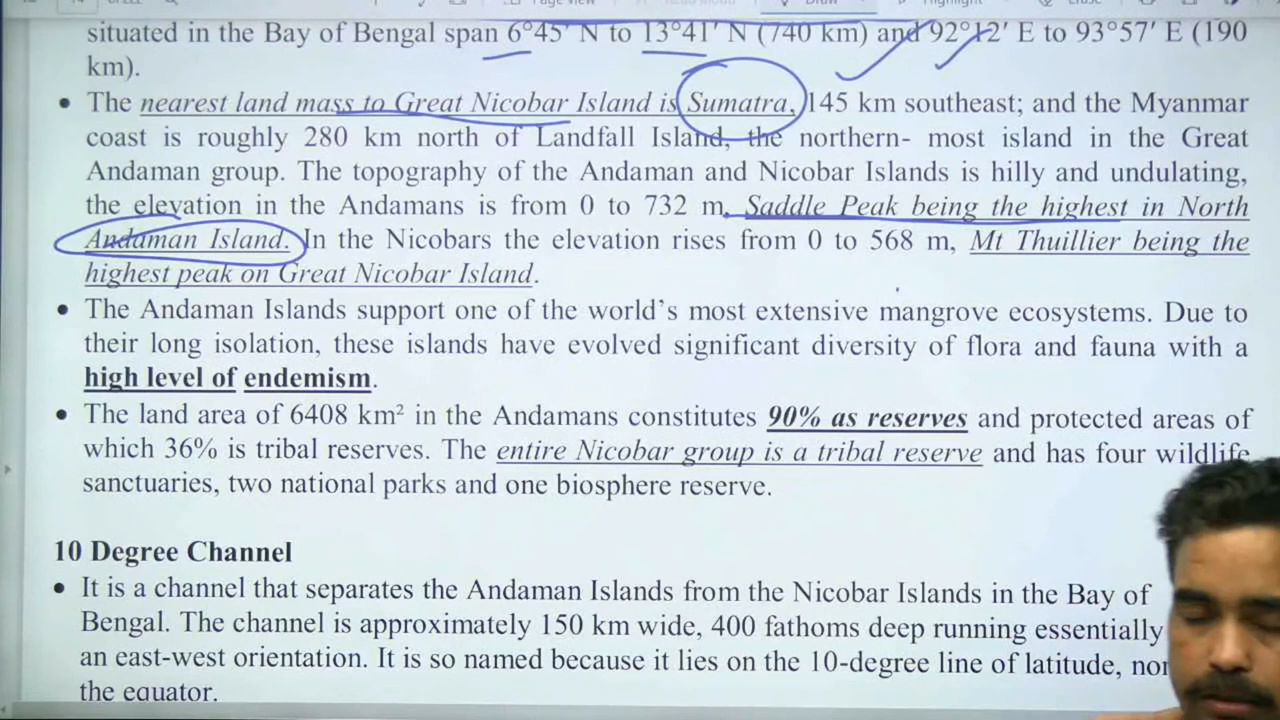 situated in the Bay of Bengal span 6°45′ N to 13°41′ N (740 km) and 92°12′ E to 93°57′ E (190
km).
• The nearest land mass to Great Nicobar Island is Sumatra, 145 km southeast; and the Myanmar
coast is roughly 280 km north of Landfall Island, the northern- most island in the Great
Andaman group. The topography of the Andaman and Nicobar Islands is hilly and undulating,
the elevation in the Andamans is from 0 to 732 m, Saddle Peak being the highest in North
Andaman Island. In the Nicobars the elevation rises from 0 to 568 m, Mt Thuillier being the
highest peak on Great Nicobar Island.
• The Andaman Islands support one of the world’s most extensive mangrove ecosystems. Due to
their long isolation, these islands have evolved significant diversity of flora and fauna with a
high level of endemism.
• The land area of 6408 km² in the Andamans constitutes 90% as reserves and protected areas of
which 36% is tribal reserves. The entire Nicobar group is a tribal reserve and has four wildlife
sanctuaries, two national parks and one biosphere reserve.
10 Degree Channel
• It is a channel that separates the Andaman Islands from the Nicobar Islands in the Bay of
Bengal. The channel is approximately 150 km wide, 400 fathoms deep running essentially
an east-west orientation. It is so named because it lies on the 10-degree line of latitude, nor
the equator.